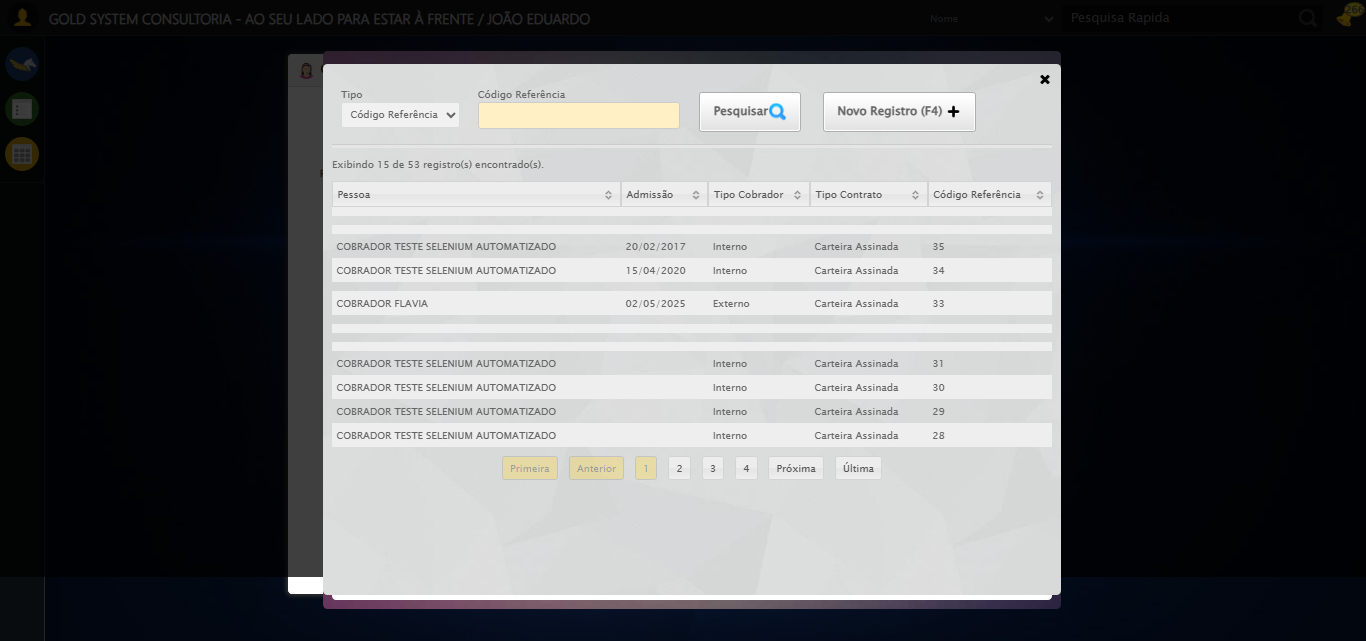 GOLD SYSTEM CONSULTORIA - AO SEU LADO PARA ESTAR À FRENTE / JOÃO EDUARDO
Nome
Pesquisa Rapida
Tipo
Código Referência
Código Referência
Pesquisar
Novo Registro (F4)
Exibindo 15 de 53 registro(s) encontrado(s).
Pessoa Admissão Tipo Cobrador Tipo Contrato Código Referência
COBRADOR TESTE SELENIUM AUTOMATIZADO 20/02/2017 Interno Carteira Assinada 35
COBRADOR TESTE SELENIUM AUTOMATIZADO 15/04/2020 Interno Carteira Assinada 34
COBRADOR FLAVIA 02/05/2025 Externo Carteira Assinada 33
COBRADOR TESTE SELENIUM AUTOMATIZADO Interno Carteira Assinada 31
COBRADOR TESTE SELENIUM AUTOMATIZADO Interno Carteira Assinada 30
COBRADOR TESTE SELENIUM AUTOMATIZADO Interno Carteira Assinada 29
COBRADOR TESTE SELENIUM AUTOMATIZADO Interno Carteira Assinada 28
Primeira Anterior 1 2 3 4 Próxima Última